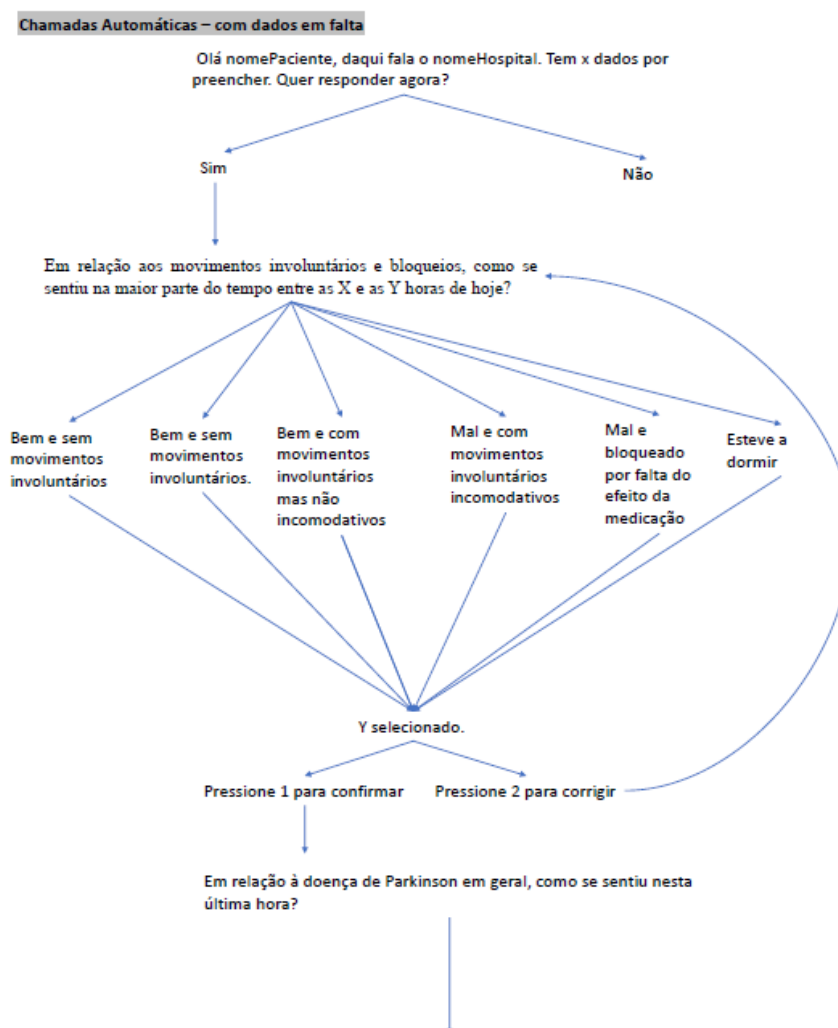 Chamadas Automáticas – com dados em falta
Olá nomePaciente, daqui fala o nomeHospital. Tem x dados por
preencher. Quer responder agora?
Sim
Não
Em relação aos movimentos involuntários e bloqueios, como se
sentiu na maior parte do tempo entre as X e as Y horas de hoje?
Bem e sem
movimentos
involuntários
Bem e sem
movimentos
involuntários.
Bem e com
movimentos
involuntários
mas não
incomodativos
Mal e com
movimentos
involuntários
incomodativos
Mal e
bloqueado
por falta do
efeito da
medicação
Esteve a
dormir
Y selecionado.
Pressione 1 para confirmar
Pressione 2 para corrigir
Em relação à doença de Parkinson em geral, como se sentiu nesta
última hora?